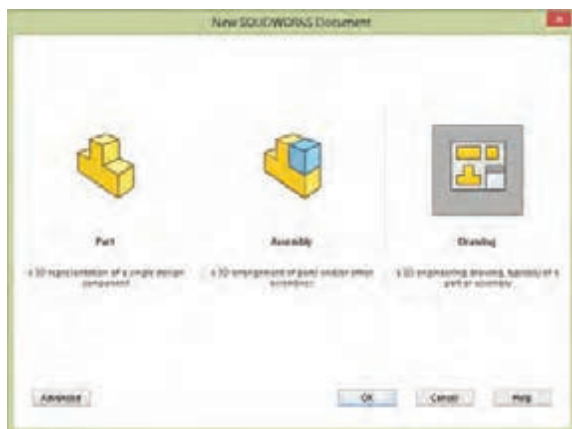 New SOLIDWORKS Document
Part
Assembly
Drawing
a 3D representation of a single design
component
a 3D arrangement of parts and/or other
assemblies
a 2D engineering drawing, typically of a
part or assembly
Advanced
OK
Cancel
Help